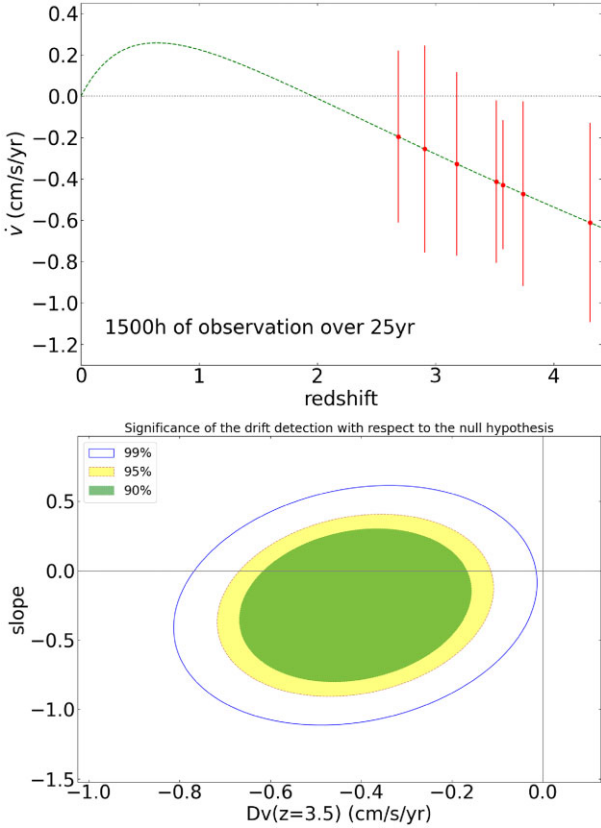 0.4
0.2
0.0
−0.2
−0.4
−0.6
−0.8
−1.0
−1.2
v̇ (cm/s/yr)
1500h of observation over 25yr
0 1 2 3 4
redshift
Significance of the drift detection with respect to the null hypothesis
99%
95%
90%
0.5
0.0
−0.5
−1.0
−1.5
slope
−1.0 −0.8 −0.6 −0.4 −0.2 0.0
Dv(z=3.5) (cm/s/yr)